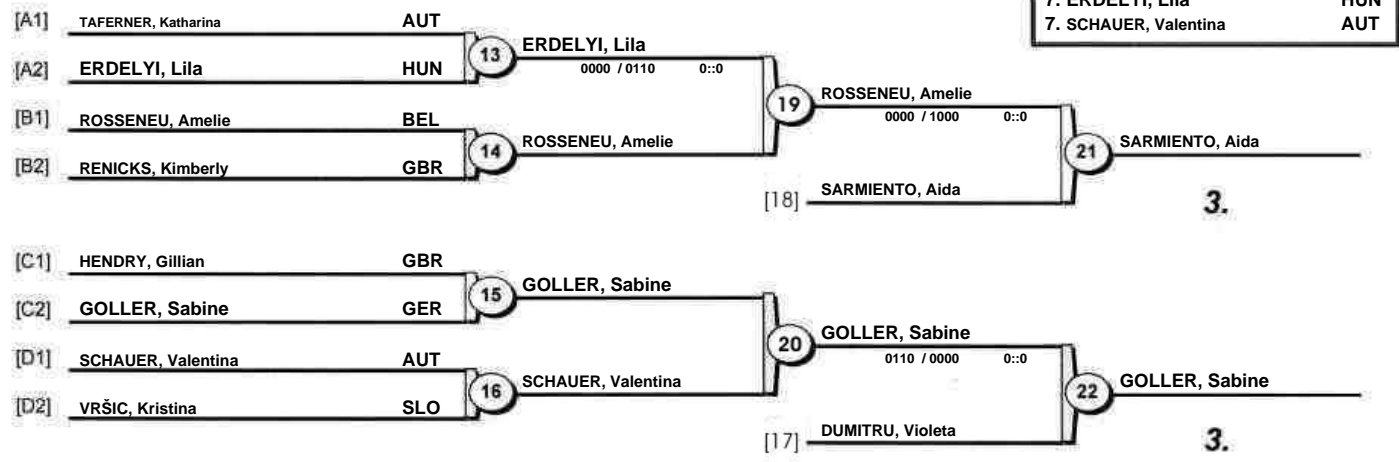 7. ERDELYI, Lila HUN
7. SCHAUER, Valentina AUT
[A1] TAFERNER, Katharina AUT
[A2] ERDELYI, Lila HUN
13 ERDELYI, Lila
0000 / 0110 0::0
[B1] ROSSENEU, Amelie BEL
[B2] RENICKS, Kimberly GBR
14 ROSSENEU, Amelie
19 ROSSENEU, Amelie
0000 / 1000 0::0
[18] SARMIENTO, Aida
21 SARMIENTO, Aida
3.
[C1] HENDRY, Gillian GBR
[C2] GOLLER, Sabine GER
15 GOLLER, Sabine
[D1] SCHAUER, Valentina AUT
[D2] VRŠIC, Kristina SLO
16 SCHAUER, Valentina
20 GOLLER, Sabine
0110 / 0000 0::0
[17] DUMITRU, Violeta
22 GOLLER, Sabine
3.